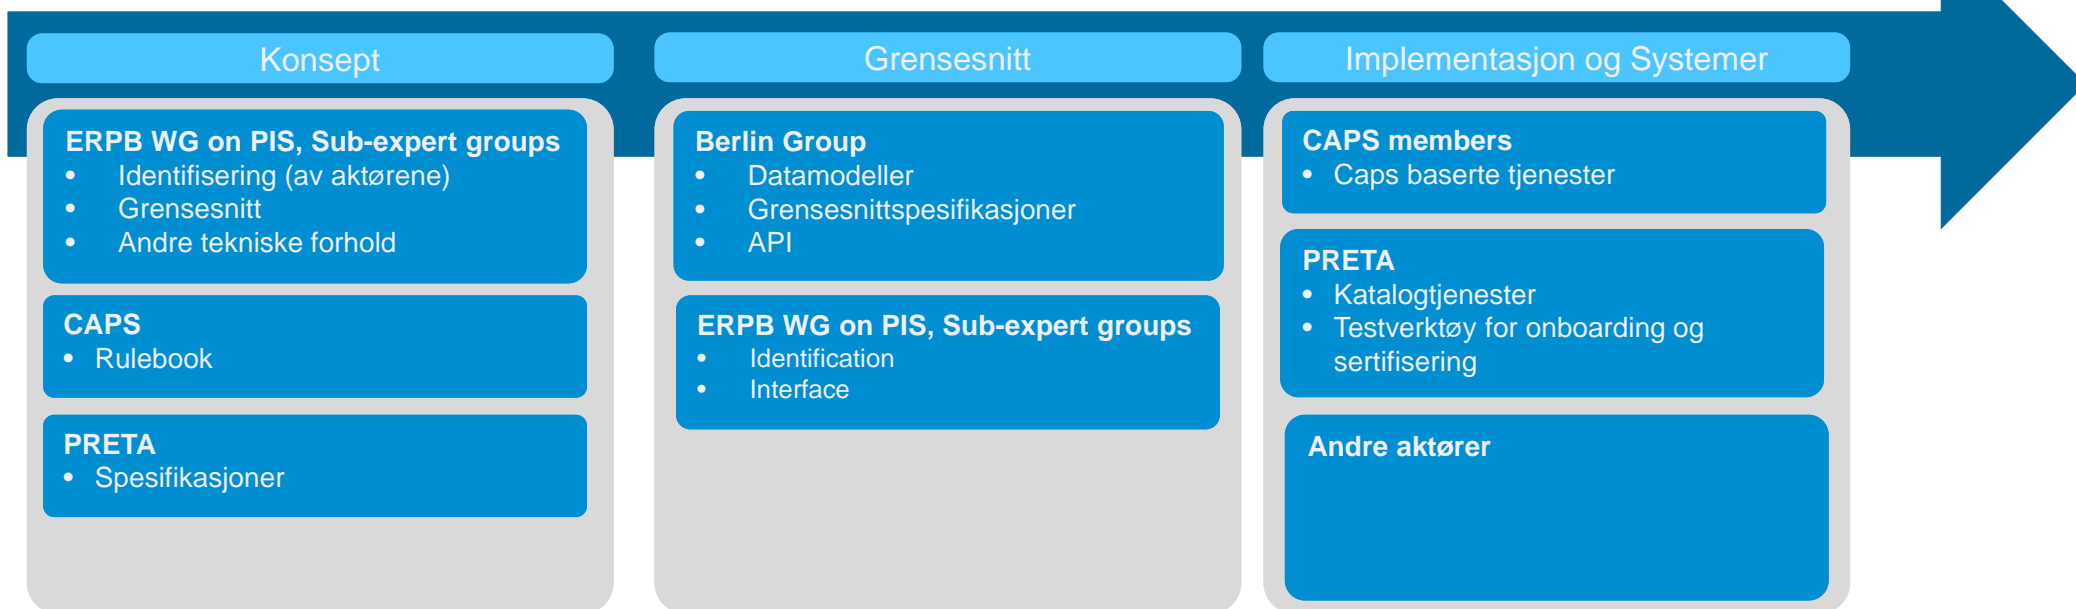 Konsept
ERPB WG on PIS, Sub-expert groups
• Identifisering (av aktørene)
• Grensesnitt
• Andre tekniske forhold
CAPS
• Rulebook
PRETA
• Spesifikasjoner
Grensesnitt
Berlin Group
• Datamodeller
• Grensesnittspesifikasjoner
• API
ERPB WG on PIS, Sub-expert groups
• Identification
• Interface
Implementasjon og Systemer
CAPS members
• Caps baserte tjenester
PRETA
• Katalogtjenester
• Testverktøy for onboarding og
sertifisering
Andre aktører